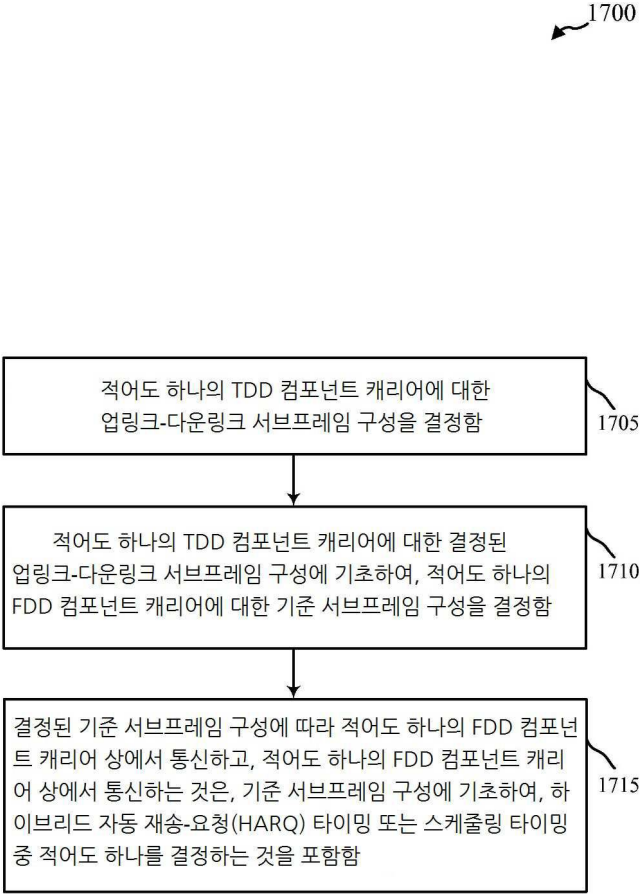 1700
적어도 하나의 TDD 컴포넌트 캐리어에 대한
업링크-다운링크 서브프레임 구성을 결정함
1705
적어도 하나의 TDD 컴포넌트 캐리어에 대한 결정된
업링크-다운링크 서브프레임 구성에 기초하여, 적어도 하나의
FDD 컴포넌트 캐리어에 대한 기준 서브프레임 구성을 결정함
1710
결정된 기준 서브프레임 구성에 따라 적어도 하나의 FDD 컴포넌
트 캐리어 상에서 통신하고, 적어도 하나의 FDD 컴포넌트 캐리
어 상에서 통신하는 것은, 기준 서브프레임 구성에 기초하여, 하
이브리드 자동 재송-요청(HARQ) 타이밍 또는 스케줄링 타이밍
중 적어도 하나를 결정하는 것을 포함함
1715